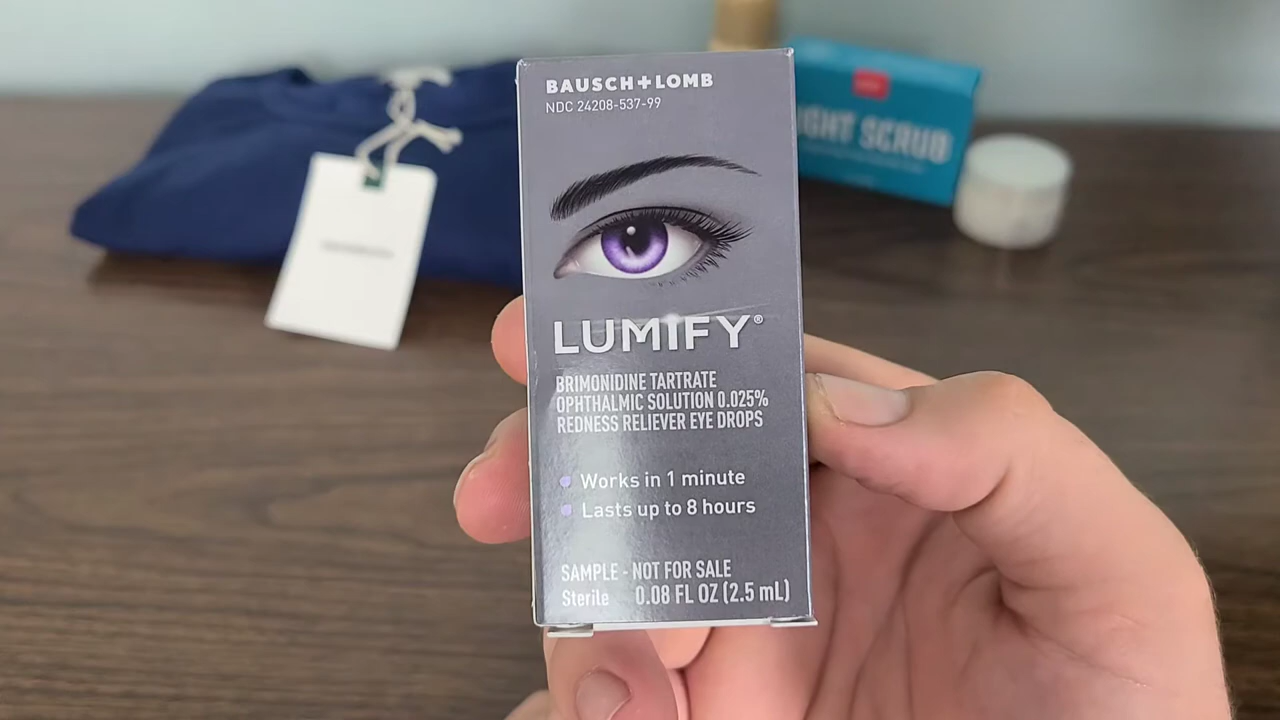 BAUSCH+LOMB
NDC 24208-537-99
LUMIFY®
BRIMONIDINE TARTRATE
OPHTHALMIC SOLUTION 0.025%
REDNESS RELIEVER EYE DROPS
• Works in 1 minute
• Lasts up to 8 hours
SAMPLE - NOT FOR SALE
Sterile 0.08 FL OZ (2.5 mL)
SCRUB